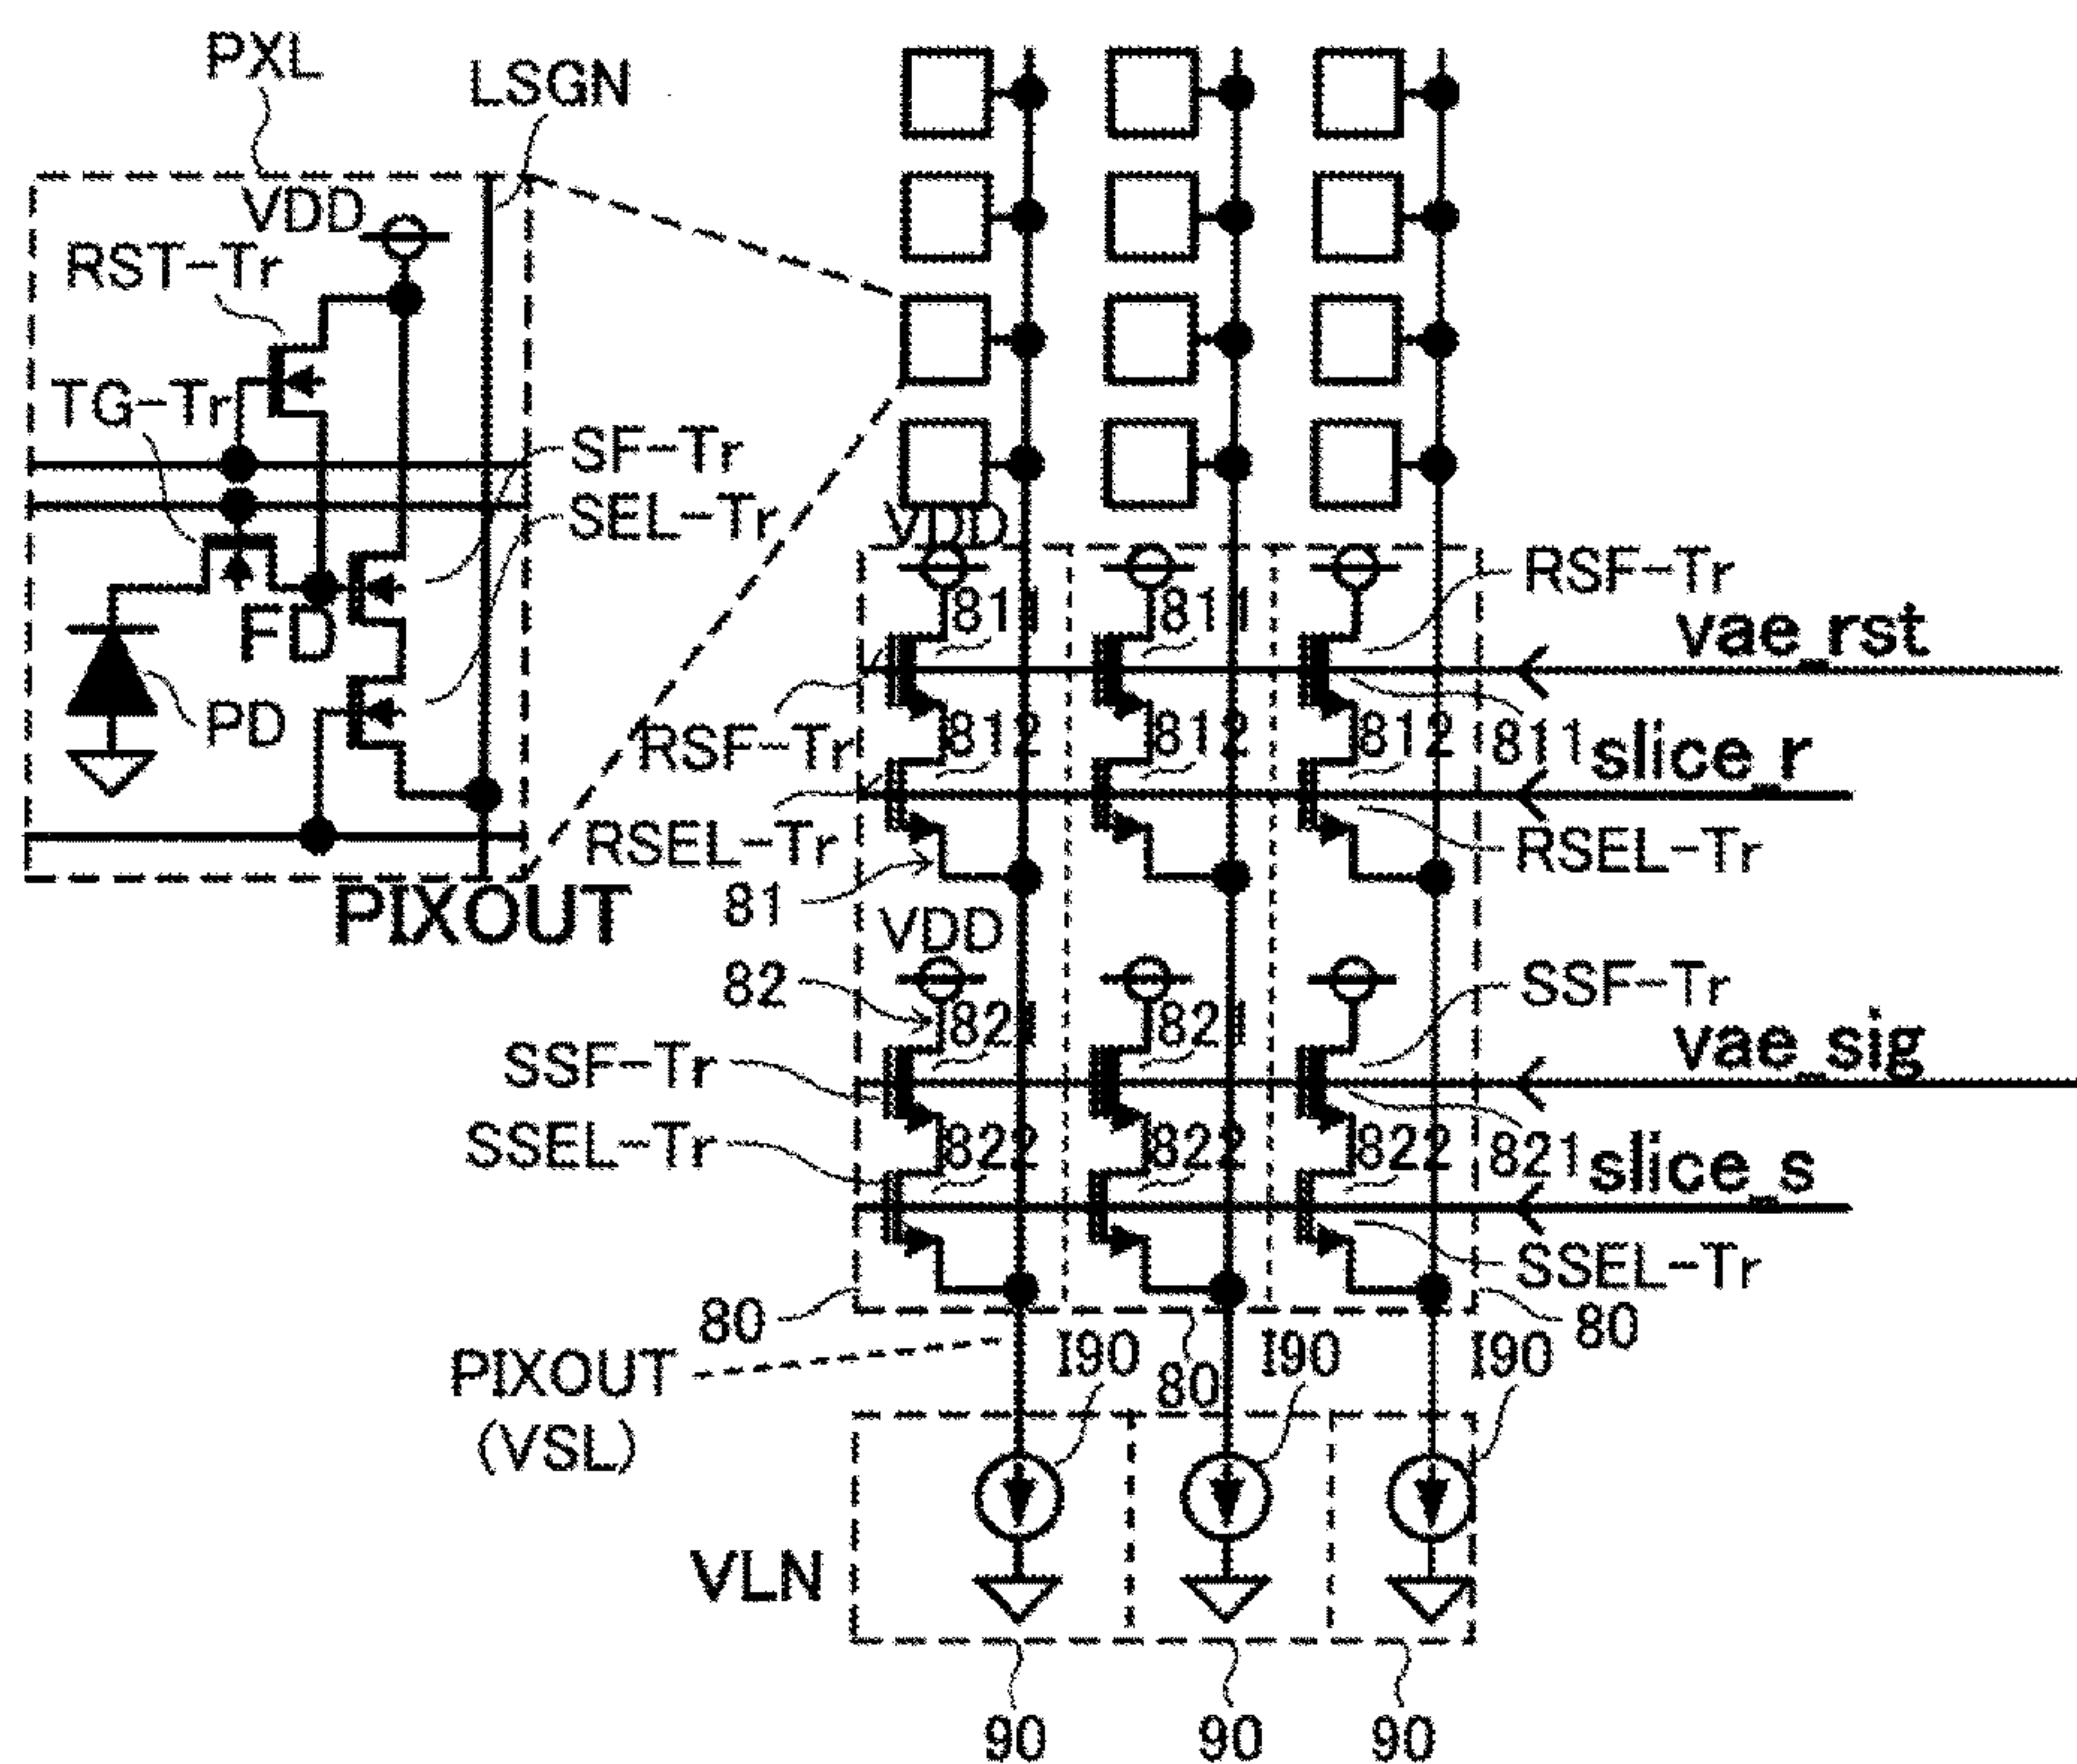 PXL
LSGN
VDD
RST-Tr
TG-Tr
SF-Tr
SEL-Tr
FD
PD
PIXOUT
VDD
811 811
RSF-Tr
vae_rst
RSF-Tr
812 812 812
811
slice_r
RSEL-Tr
RSEL-Tr
81
VDD
82
821 821
SSF-Tr
vae_sig
SSF-Tr
SSEL-Tr
822 822 822
821
slice_s
SSEL-Tr
80
80
80
PIXOUT
(VSL)
I90 I90 I90
VLN
90 90 90